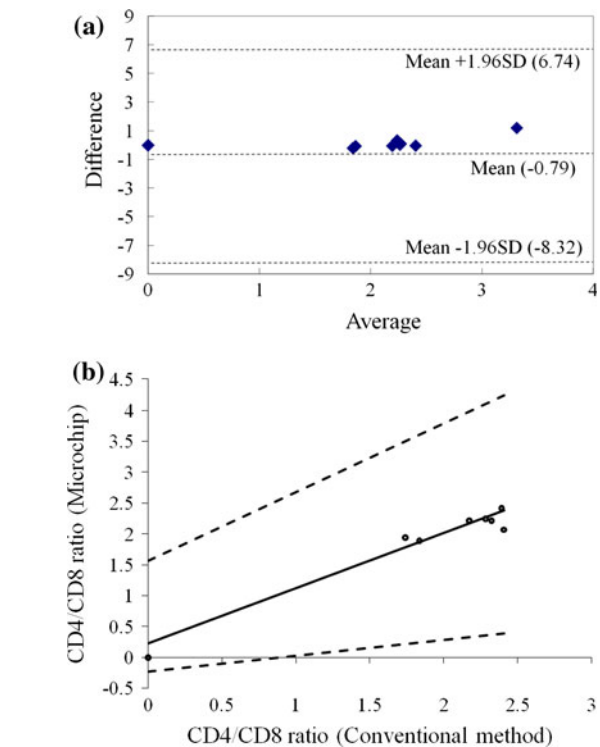 (a)
9
7
5
3
1
-1
-3
-5
-7
-9
Difference
Mean +1.96SD (6.74)
Mean (-0.79)
Mean -1.96SD (-8.32)
0 1 2 3 4
Average
(b)
4.5
4
3.5
3
2.5
2
1.5
1
0.5
0
-0.5
CD4/CD8 ratio (Microchip)
0 0.5 1 1.5 2 2.5 3
CD4/CD8 ratio (Conventional method)